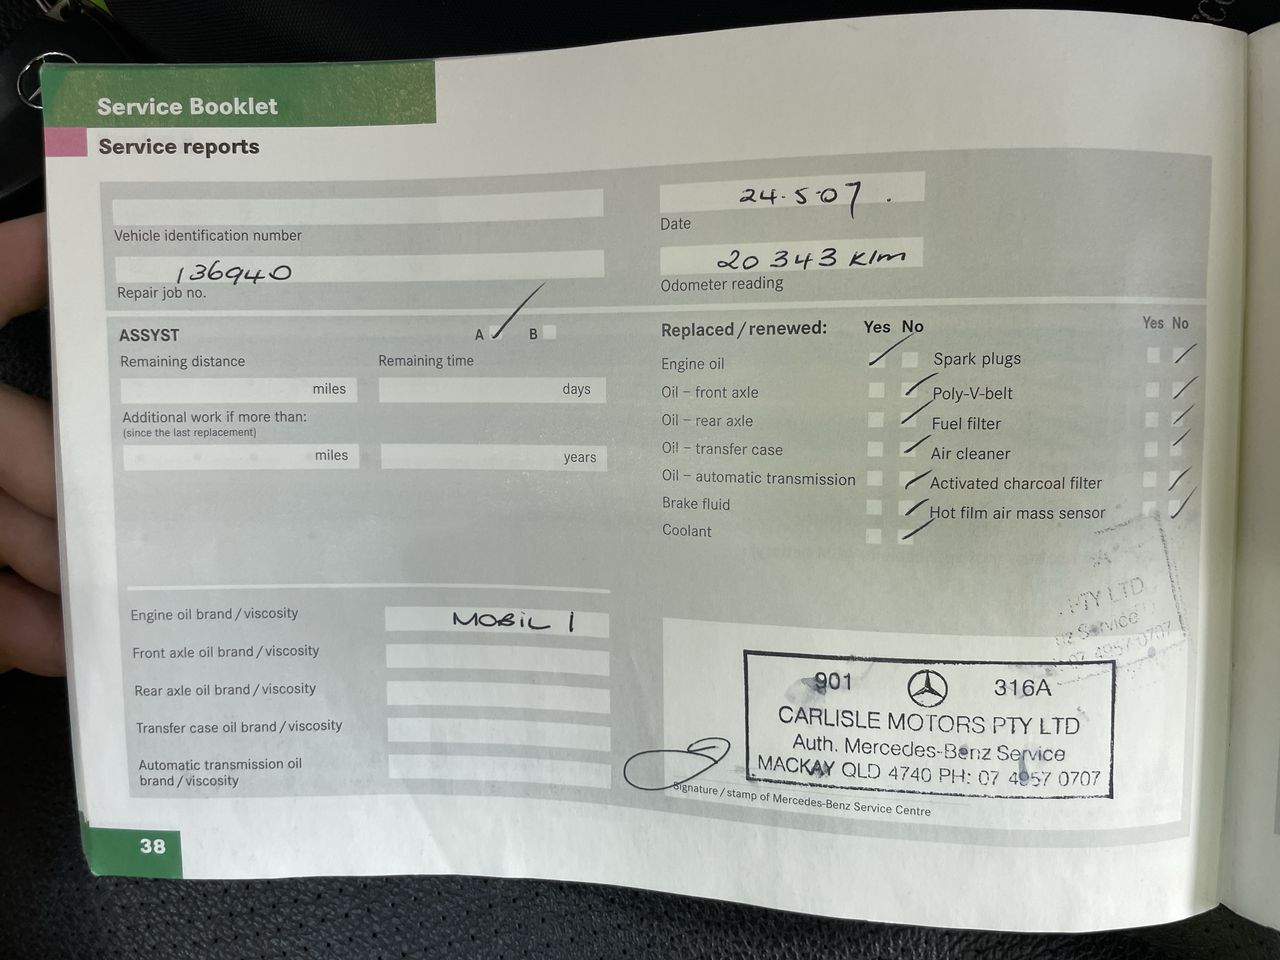 Service Booklet
Service reports
Vehicle identification number
136940
Repair job no.
24.5.07.
Date
20 343 Klm
Odometer reading
ASSYST A B
Remaining distance Remaining time
miles days
Additional work if more than:
(since the last replacement)
miles years
Replaced/renewed: Yes No Yes No
Engine oil Spark plugs
Oil – front axle Poly-V-belt
Oil – rear axle Fuel filter
Oil – transfer case Air cleaner
Oil – automatic transmission Activated charcoal filter
Brake fluid Hot film air mass sensor
Coolant
Engine oil brand/viscosity MOBIL 1
Front axle oil brand/viscosity
Rear axle oil brand/viscosity
Transfer case oil brand/viscosity
Automatic transmission oil
brand/viscosity
PTY LTD
Service
07 4957 0707
901 316A
CARLISLE MOTORS PTY LTD
Auth. Mercedes-Benz Service
MACKAY QLD 4740 PH: 07 4957 0707
Signature/stamp of Mercedes-Benz Service Centre
38